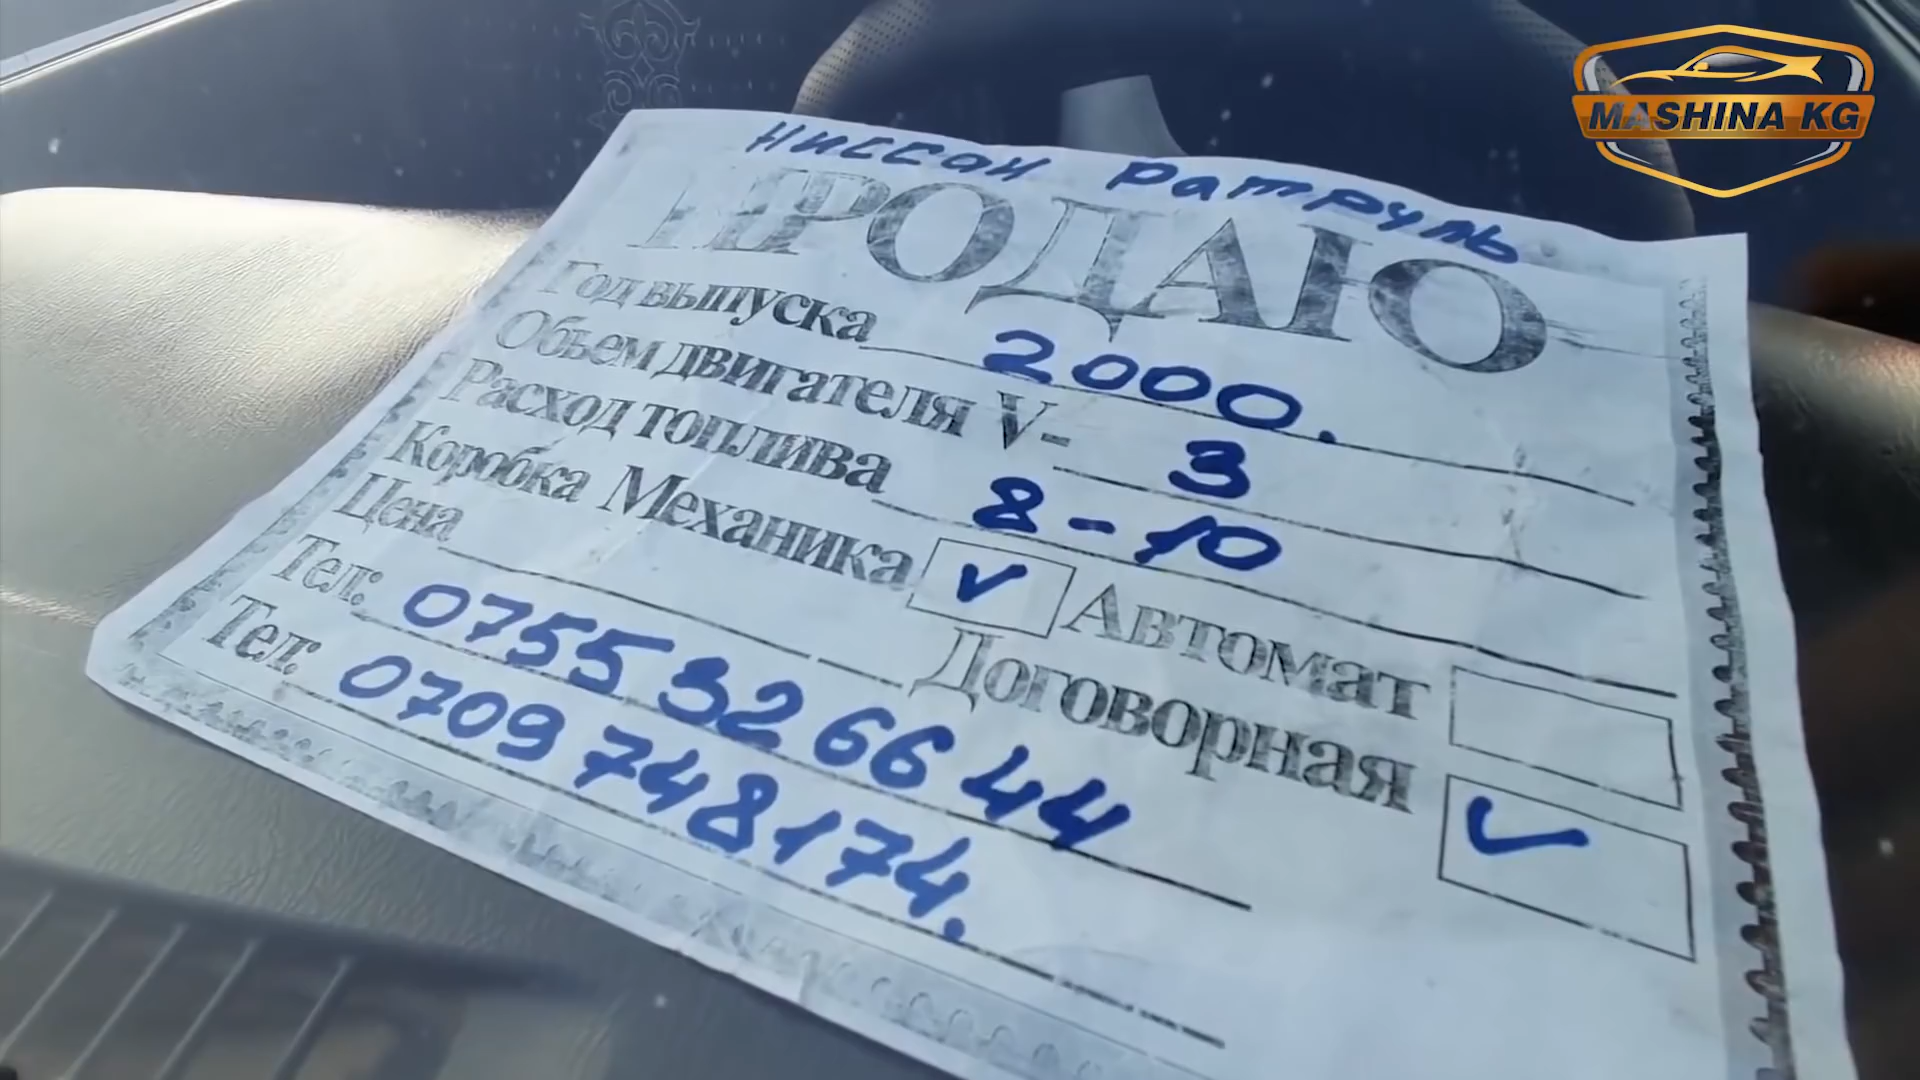 MASHINA KG
Ниссан Ратруль
ПРОДАЮ
Год выпуска 2000.
Объем двигателя V- 3
Расход топлива 8-10
Коробка Механика ✓ Автомат
Цена Договорная ✓
Тел: 0755 32 66 44
Тел: 0709 748174.